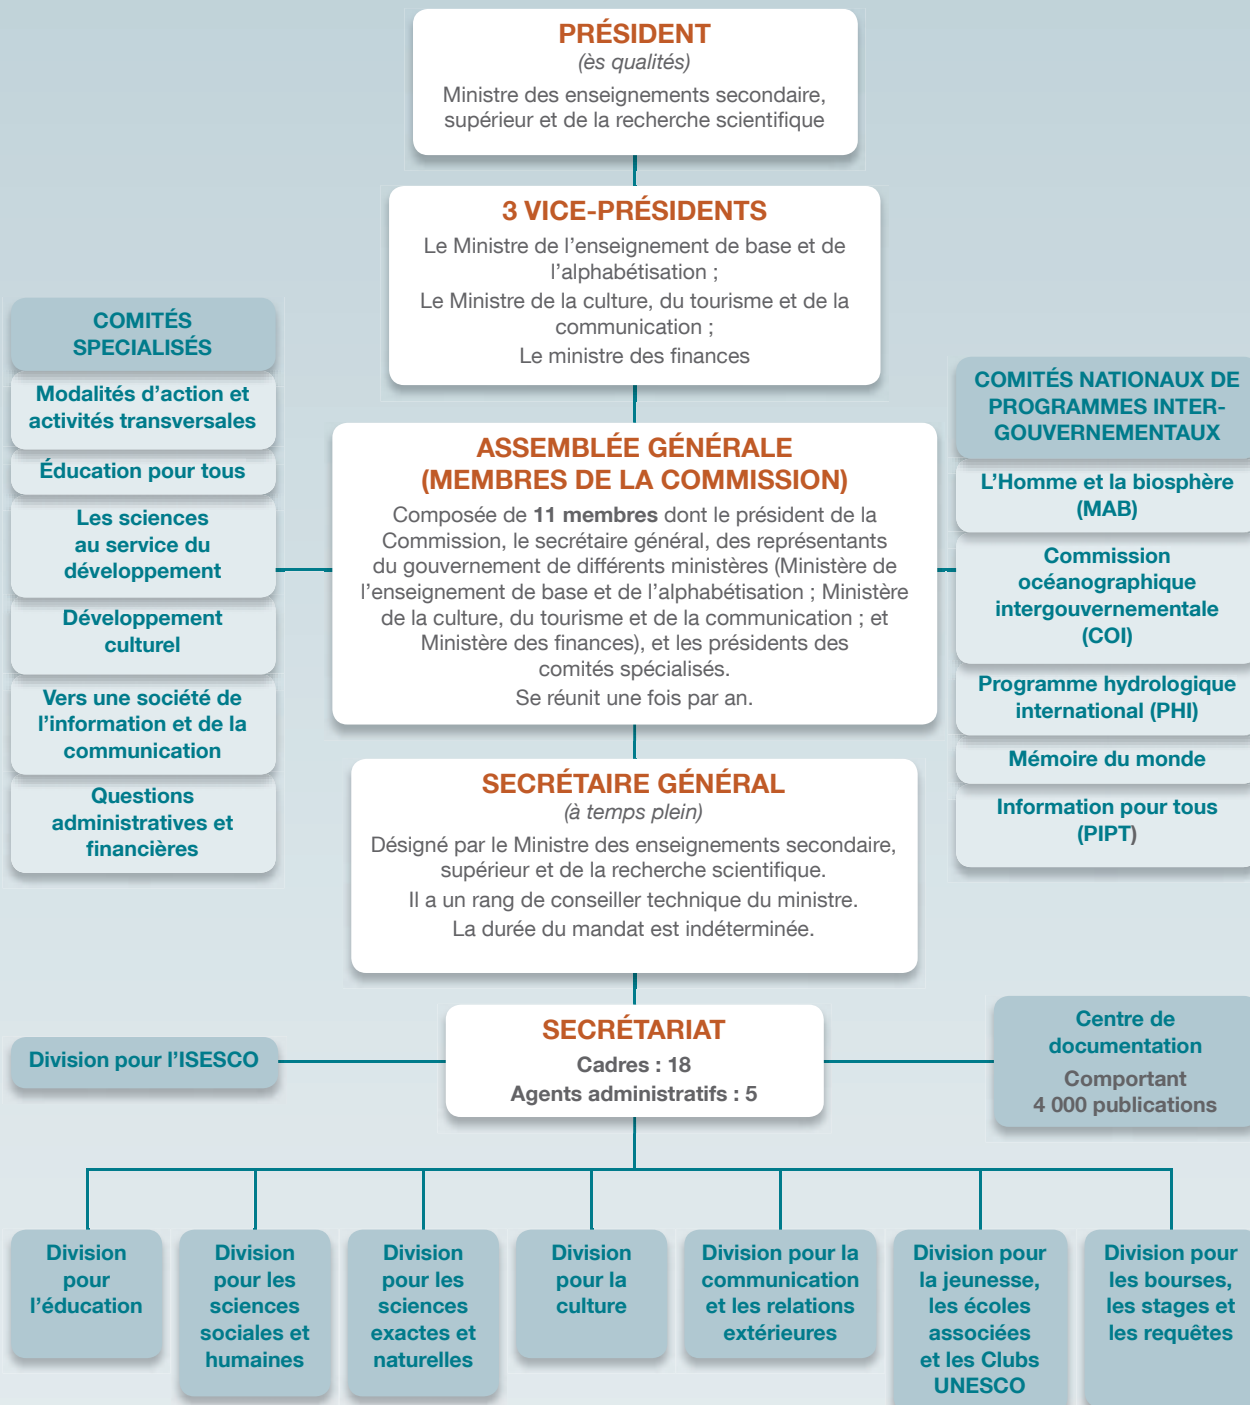 PRÉSIDENT
(ès qualités)
Ministre des enseignements secondaire,
supérieur et de la recherche scientifique
3 VICE-PRÉSIDENTS
Le Ministre de l’enseignement de base et de
l’alphabétisation ;
Le Ministre de la culture, du tourisme et de la
communication ;
Le ministre des finances
COMITÉS
SPECIALISÉS
Modalités d’action et
activités transversales
Éducation pour tous
Les sciences
au service du
développement
Développement
culturel
Vers une société de
l’information et de la
communication
Questions
administratives et
financières
ASSEMBLÉE GÉNÉRALE
(MEMBRES DE LA COMMISSION)
Composée de 11 membres dont le président de la
Commission, le secrétaire général, des représentants
du gouvernement de différents ministères (Ministère de
l’enseignement de base et de l’alphabétisation ; Ministère
de la culture, du tourisme et de la communication ; et
Ministère des finances), et les présidents des
comités spécialisés.
Se réunit une fois par an.
COMITÉS NATIONAUX DE
PROGRAMMES INTER-
GOUVERNEMENTAUX
L’Homme et la biosphère
(MAB)
Commission
océanographique
intergouvernementale
(COI)
Programme hydrologique
international (PHI)
Mémoire du monde
Information pour tous
(PIPT)
SECRÉTAIRE GÉNÉRAL
(à temps plein)
Désigné par le Ministre des enseignements secondaire,
supérieur et de la recherche scientifique.
Il a un rang de conseiller technique du ministre.
La durée du mandat est indéterminée.
Division pour l’ISESCO
SECRÉTARIAT
Cadres : 18
Agents administratifs : 5
Centre de
documentation
Comportant
4 000 publications
Division
pour
l’éducation
Division
pour les
sciences
sociales et
humaines
Division
pour les
sciences
exactes et
naturelles
Division
pour la
culture
Division pour la
communication
et les relations
extérieures
Division pour
la jeunesse,
les écoles
associées
et les Clubs
UNESCO
Division pour
les bourses,
les stages et
les requêtes